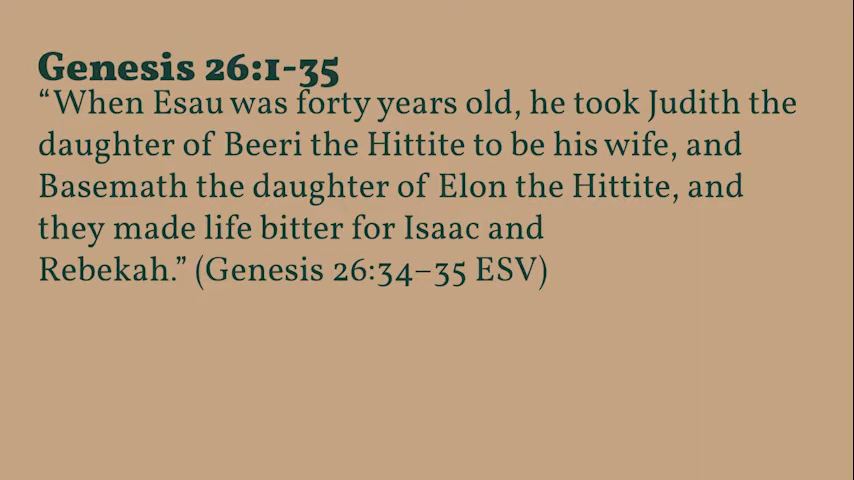 Genesis 26:1-35
“When Esau was forty years old, he took Judith the
daughter of Beeri the Hittite to be his wife, and
Basemath the daughter of Elon the Hittite, and
they made life bitter for Isaac and
Rebekah.” (Genesis 26:34–35 ESV)